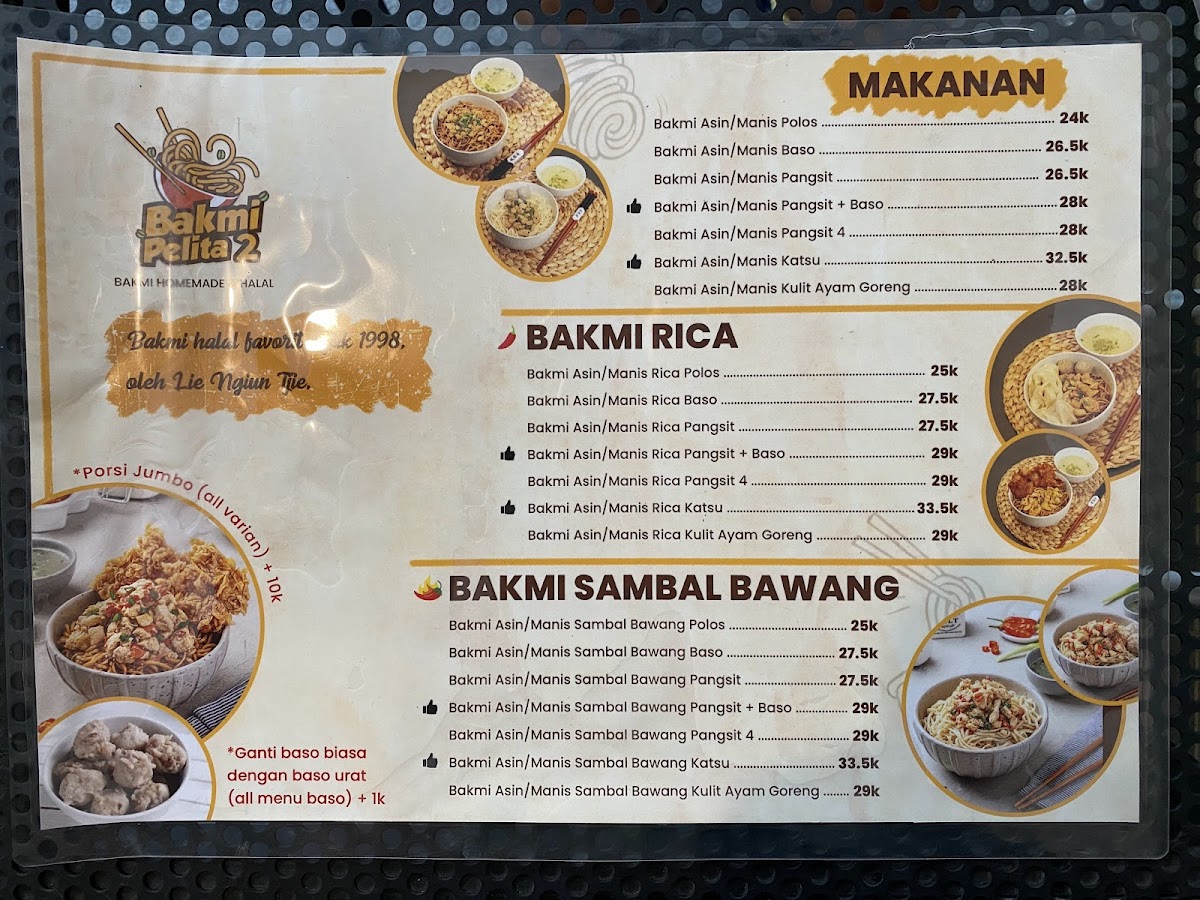 Bakmi
Pelita 2
BAKMI HOMEMADE HALAL
Bakmi halal favorit 1998,
oleh Lie Ngiun Tjie.
MAKANAN
Bakmi Asin/Manis Polos 24k
Bakmi Asin/Manis Baso 26.5k
Bakmi Asin/Manis Pangsit 26.5k
Bakmi Asin/Manis Pangsit + Baso 28k
Bakmi Asin/Manis Pangsit 4 28k
Bakmi Asin/Manis Katsu 32.5k
Bakmi Asin/Manis Kulit Ayam Goreng 28k
BAKMI RICA
Bakmi Asin/Manis Rica Polos 25k
Bakmi Asin/Manis Rica Baso 27.5k
Bakmi Asin/Manis Rica Pangsit 27.5k
Bakmi Asin/Manis Rica Pangsit + Baso 29k
Bakmi Asin/Manis Rica Pangsit 4 29k
Bakmi Asin/Manis Rica Katsu 33.5k
Bakmi Asin/Manis Rica Kulit Ayam Goreng 29k
BAKMI SAMBAL BAWANG
Bakmi Asin/Manis Sambal Bawang Polos 25k
Bakmi Asin/Manis Sambal Bawang Baso 27.5k
Bakmi Asin/Manis Sambal Bawang Pangsit 27.5k
Bakmi Asin/Manis Sambal Bawang Pangsit + Baso 29k
Bakmi Asin/Manis Sambal Bawang Pangsit 4 29k
Bakmi Asin/Manis Sambal Bawang Katsu 33.5k
Bakmi Asin/Manis Sambal Bawang Kulit Ayam Goreng 29k
*Porsi Jumbo (all varian) + 10k
*Ganti baso biasa
dengan baso urat
(all menu baso) + 1k